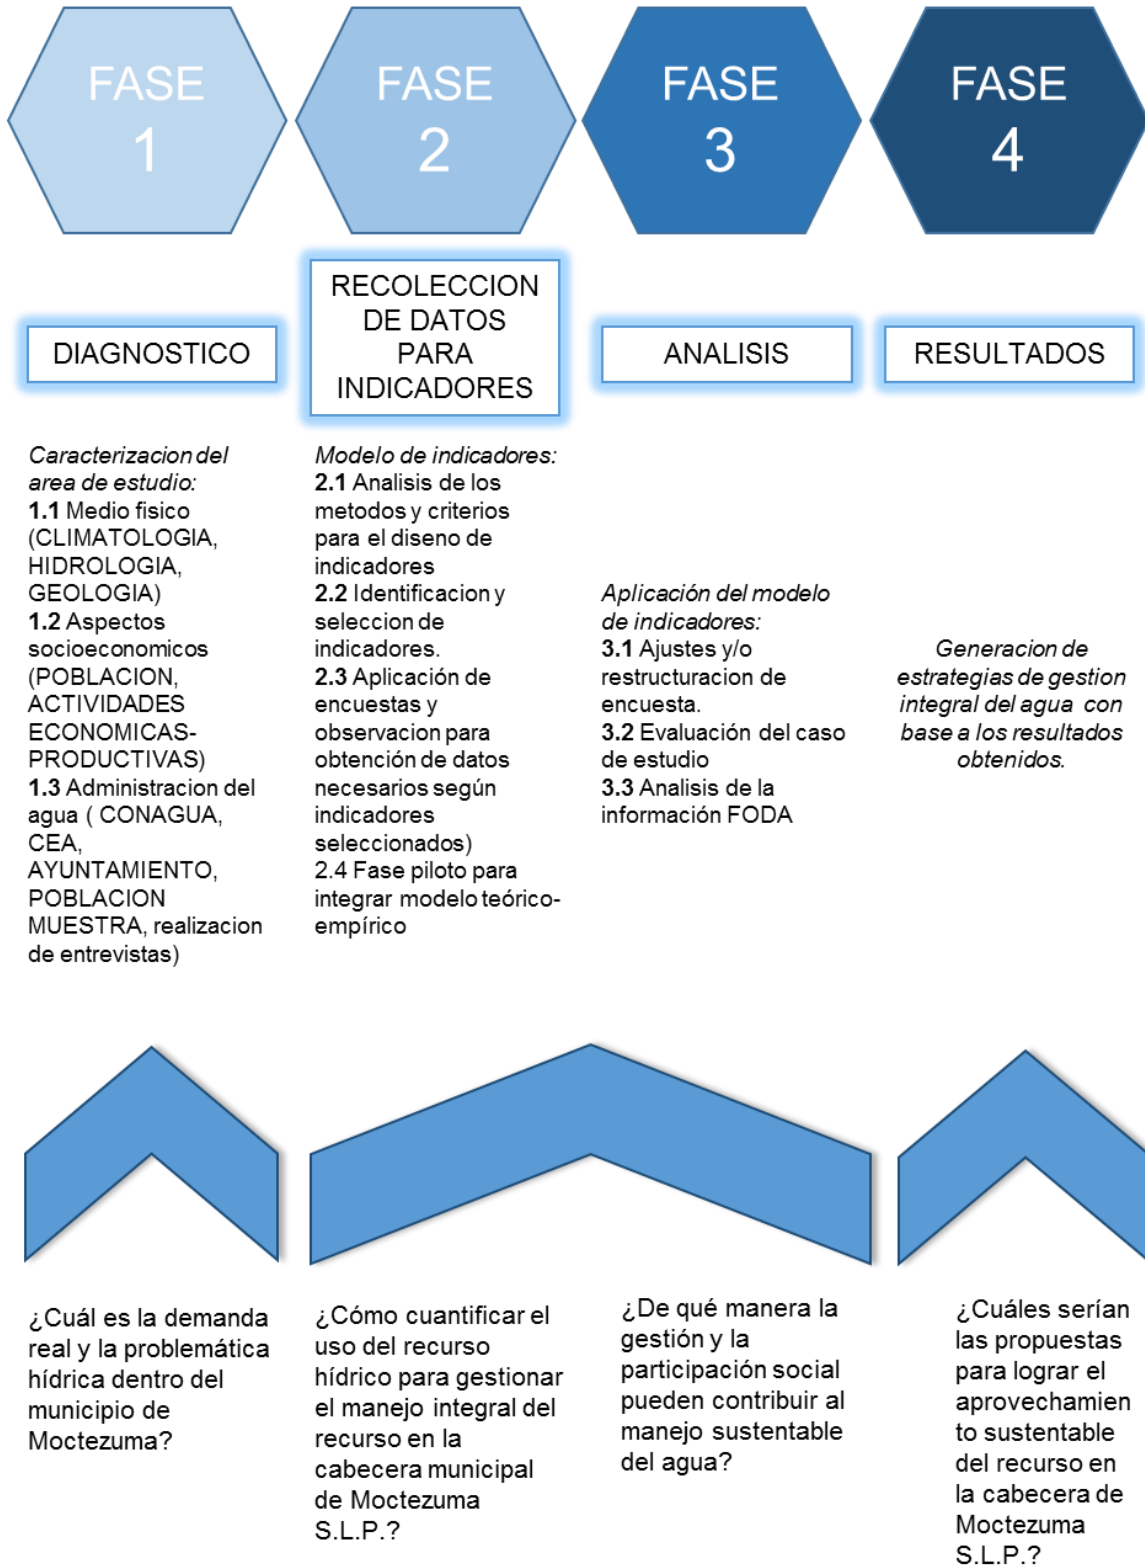 FASE
1
FASE
2
FASE
3
FASE
4
DIAGNOSTICO
RECOLECCION
DE DATOS
PARA
INDICADORES
ANALISIS
RESULTADOS
Caracterizacion del
area de estudio:
1.1 Medio fisico
(CLIMATOLOGIA,
HIDROLOGIA,
GEOLOGIA)
1.2 Aspectos
socioeconomicos
(POBLACION,
ACTIVIDADES
ECONOMICAS-
PRODUCTIVAS)
1.3 Administracion del
agua ( CONAGUA,
CEA,
AYUNTAMIENTO,
POBLACION
MUESTRA, realizacion
de entrevistas)
Modelo de indicadores:
2.1 Analisis de los
metodos y criterios
para el diseno de
indicadores
2.2 Identificacion y
seleccion de
indicadores.
2.3 Aplicación de
encuestas y
observacion para
obtención de datos
necesarios según
indicadores
seleccionados)
2.4 Fase piloto para
integrar modelo teórico-
empírico
Aplicación del modelo
de indicadores:
3.1 Ajustes y/o
restructuracion de
encuesta.
3.2 Evaluación del caso
de estudio
3.3 Analisis de la
información FODA
Generacion de
estrategias de gestion
integral del agua con
base a los resultados
obtenidos.
¿Cuál es la demanda
real y la problemática
hídrica dentro del
municipio de
Moctezuma?
¿Cómo cuantificar el
uso del recurso
hídrico para gestionar
el manejo integral del
recurso en la
cabecera municipal
de Moctezuma
S.L.P.?
¿De qué manera la
gestión y la
participación social
pueden contribuir al
manejo sustentable
del agua?
¿Cuáles serían
las propuestas
para lograr el
aprovechamien
to sustentable
del recurso en
la cabecera de
Moctezuma
S.L.P.?